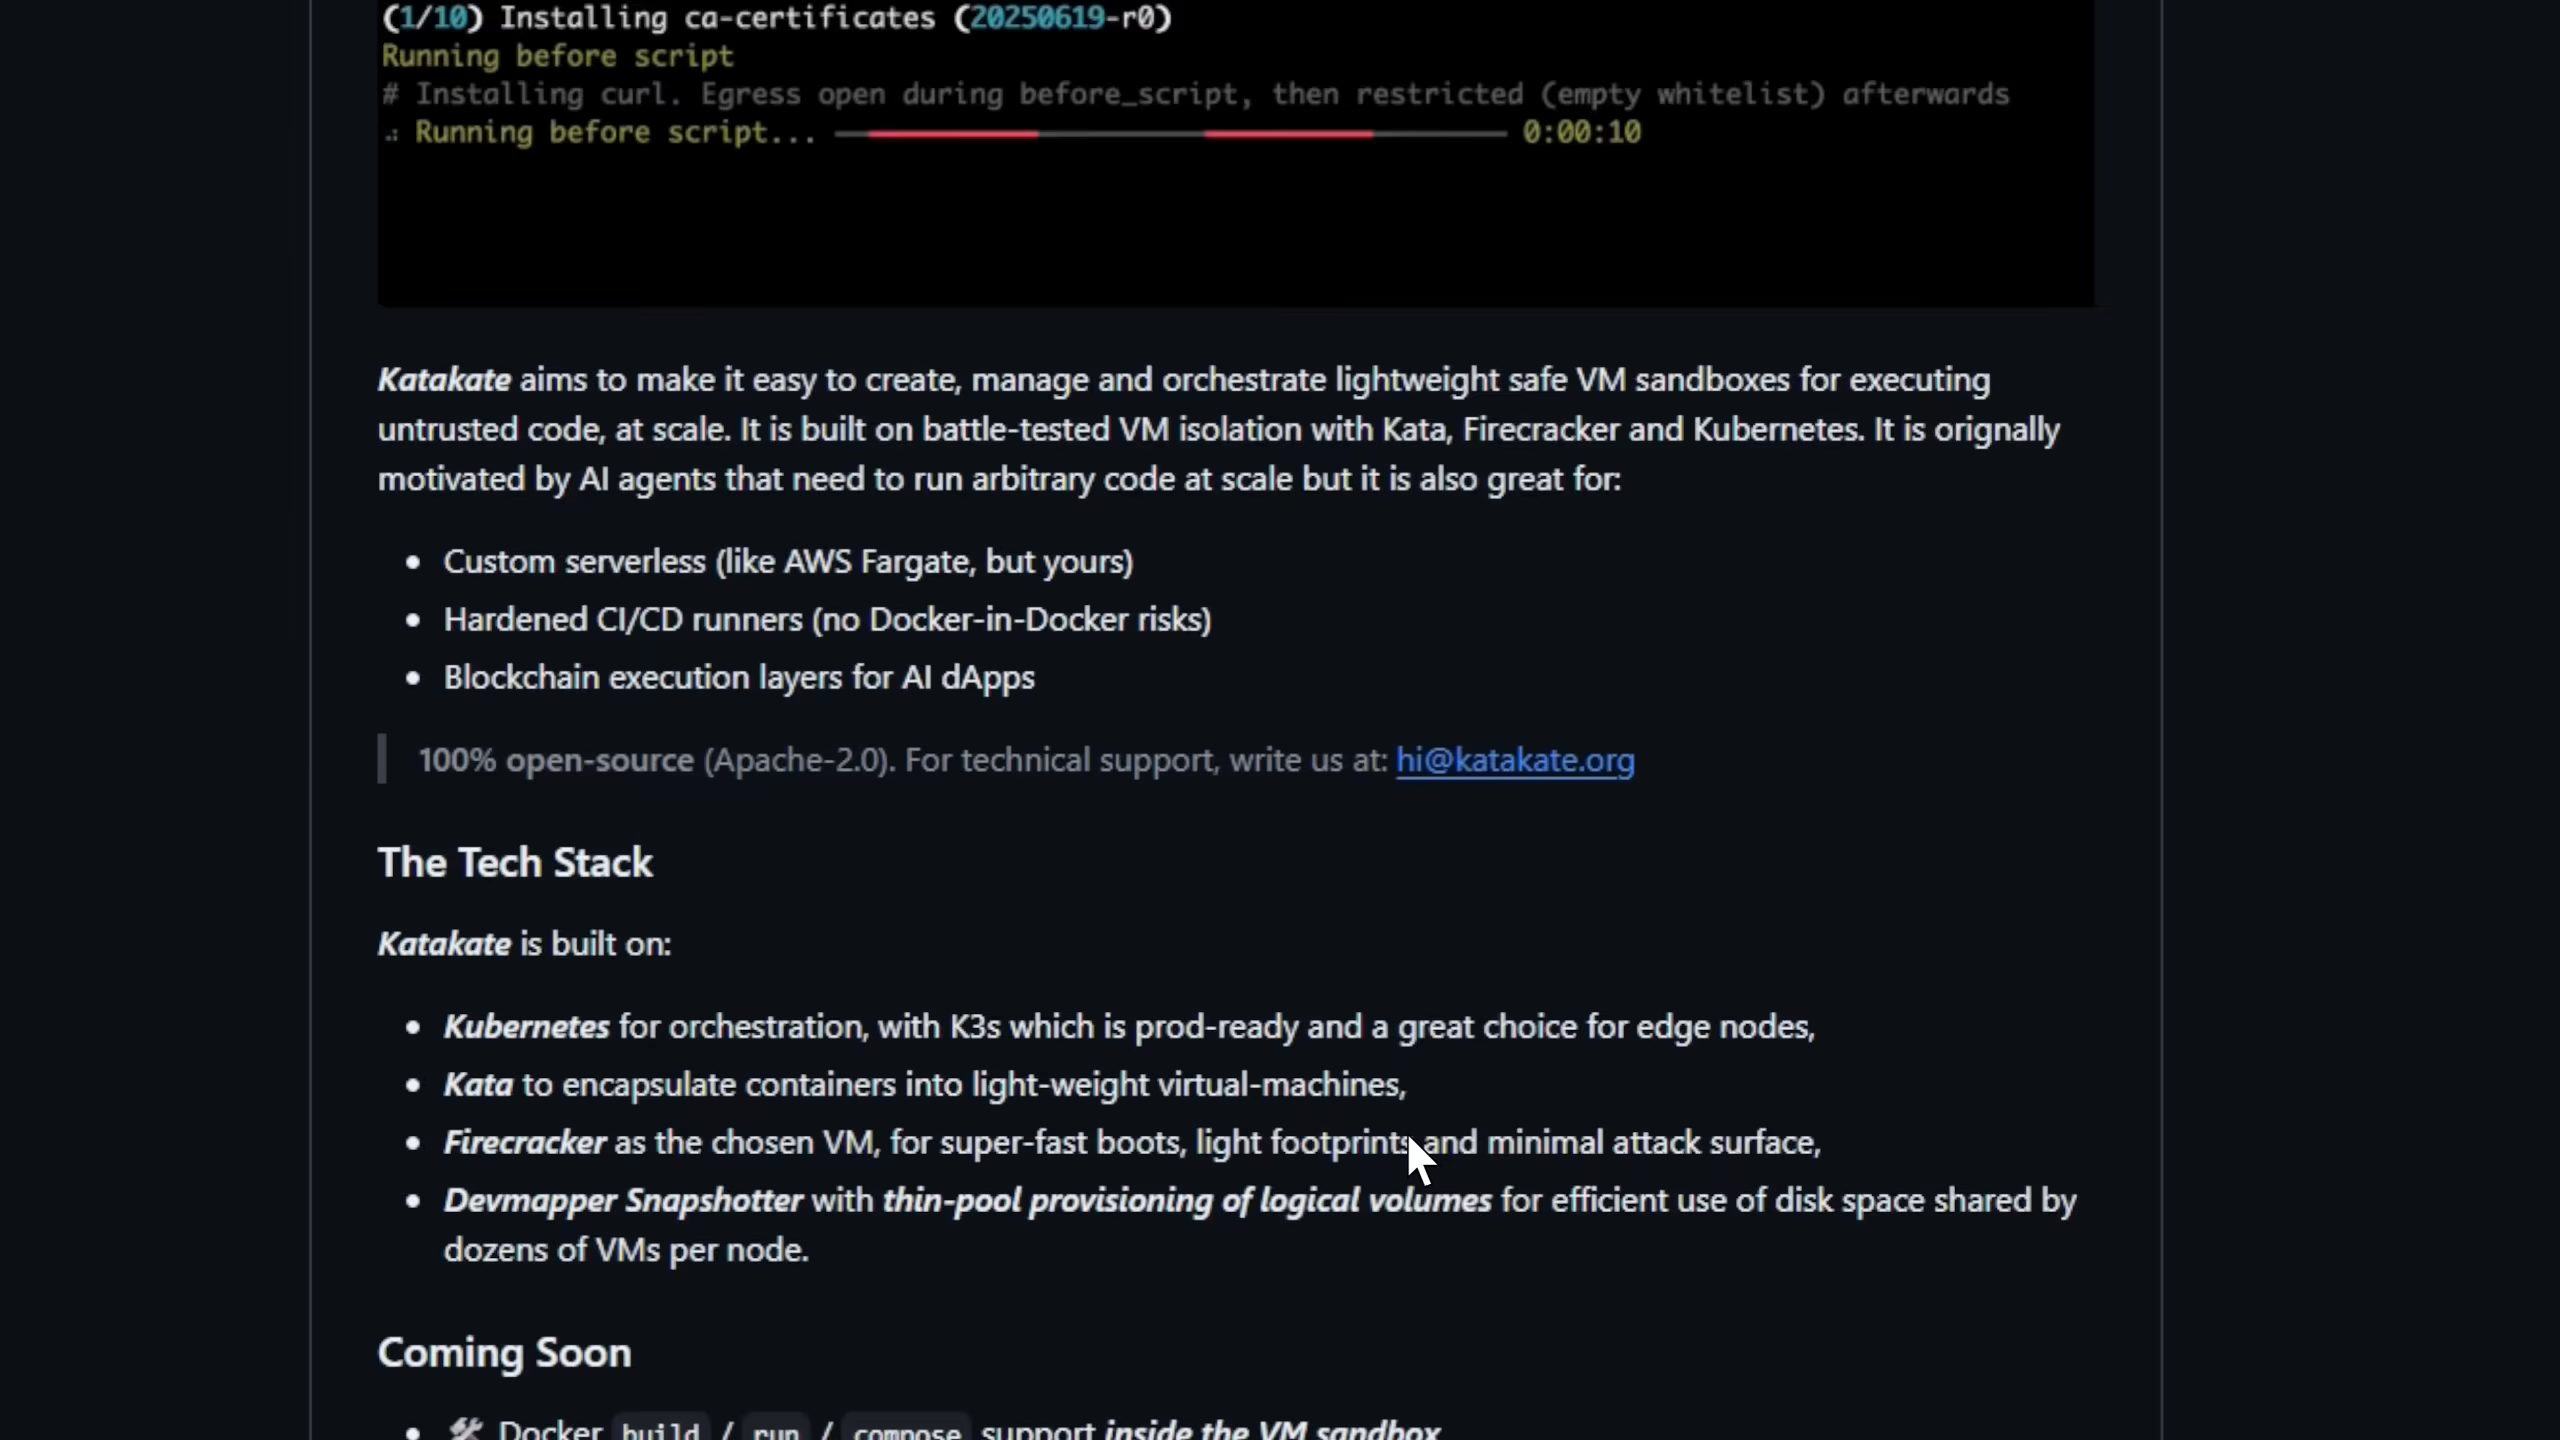 (1/10) Installing ca-certificates (20250619-r0)
Running before script
# Installing curl. Egress open during before_script, then restricted (empty whitelist) afterwards
Running before script... 0:00:10
Katakate aims to make it easy to create, manage and orchestrate lightweight safe VM sandboxes for executing
untrusted code, at scale. It is built on battle-tested VM isolation with Kata, Firecracker and Kubernetes. It is orignally
motivated by AI agents that need to run arbitrary code at scale but it is also great for:
• Custom serverless (like AWS Fargate, but yours)
• Hardened CI/CD runners (no Docker-in-Docker risks)
• Blockchain execution layers for AI dApps
100% open-source (Apache-2.0). For technical support, write us at: hi@katakate.org
The Tech Stack
Katakate is built on:
• Kubernetes for orchestration, with K3s which is prod-ready and a great choice for edge nodes,
• Kata to encapsulate containers into light-weight virtual-machines,
• Firecracker as the chosen VM, for super-fast boots, light footprints and minimal attack surface,
• Devmapper Snapshotter with thin-pool provisioning of logical volumes for efficient use of disk space shared by
dozens of VMs per node.
Coming Soon
• 🛠 Docker build / run / compose support inside the VM sandbox